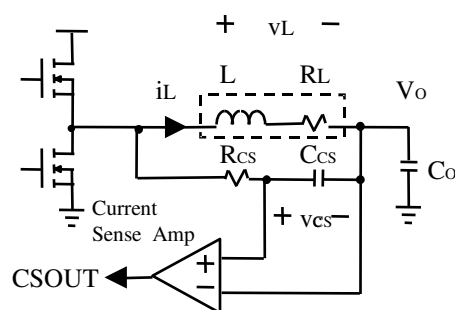 + vL −
iL L RL VO
RCS CCS
CO
+ vcs −
Current
Sense Amp
CSOUT
+
−